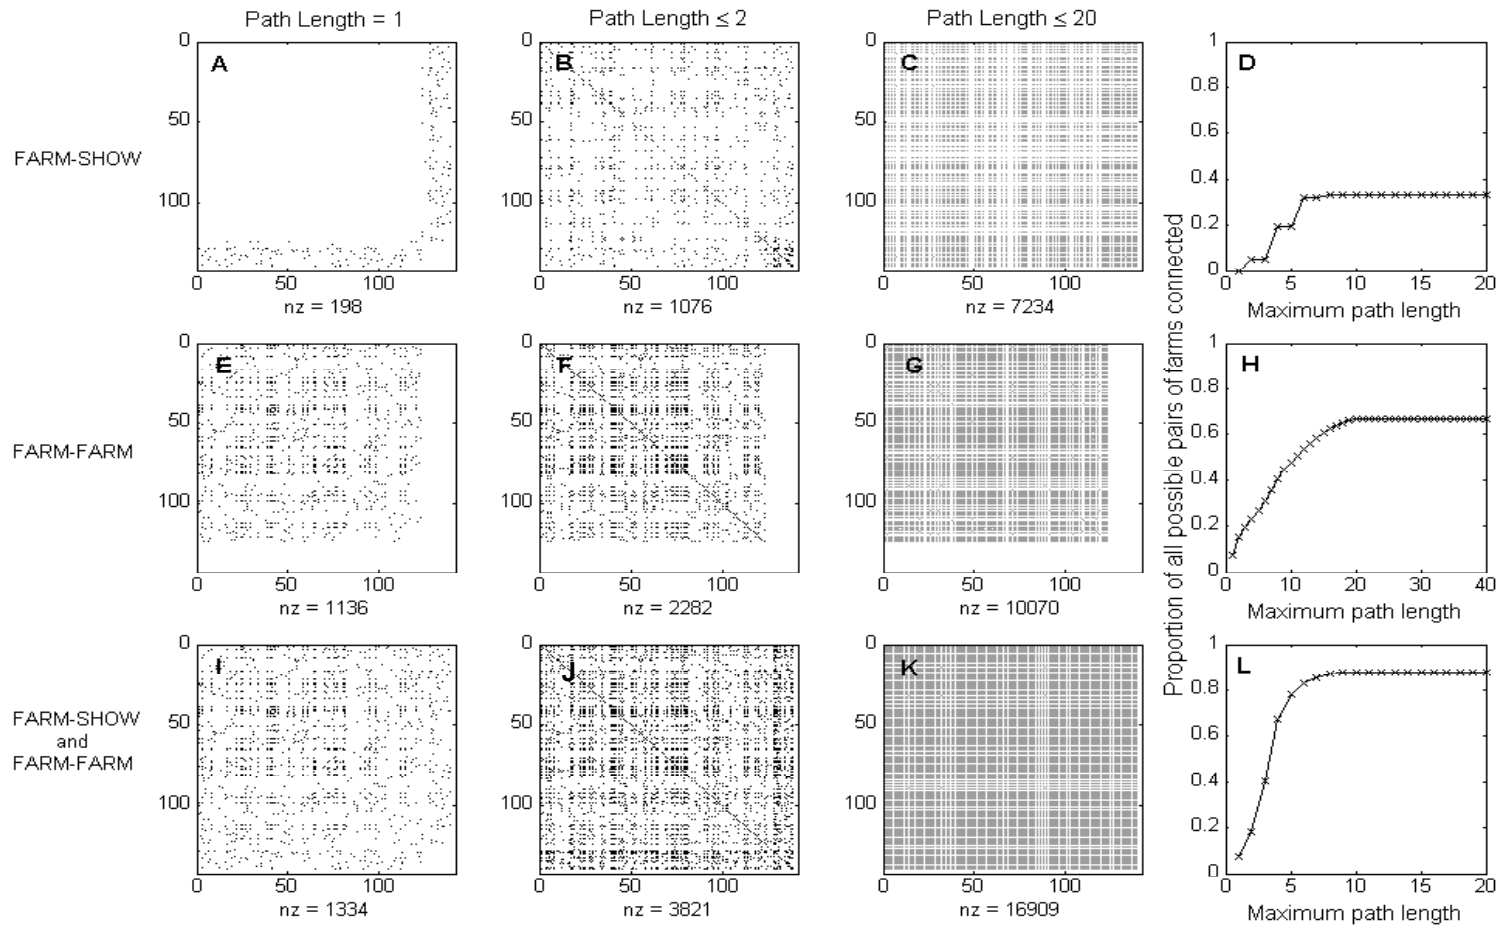 Path Length = 1
Path Length ≤ 2
Path Length ≤ 20
FARM-SHOW
A
0
50
100
0
50
100
nz = 198
B
0
50
100
0
50
100
nz = 1076
C
0
50
100
0
50
100
nz = 7234
D
1
0.8
0.6
0.4
0.2
0
0
5
10
15
20
Maximum path length
Proportion of all possible pairs of farms connected
FARM-FARM
E
0
50
100
0
50
100
nz = 1136
F
0
50
100
0
50
100
nz = 2282
G
0
50
100
0
50
100
nz = 10070
H
1
0.8
0.6
0.4
0.2
0
0
10
20
30
40
Maximum path length
FARM-SHOW
and
FARM-FARM
I
0
50
100
0
50
100
nz = 1334
J
0
50
100
0
50
100
nz = 3821
K
0
50
100
0
50
100
nz = 16909
L
1
0.8
0.6
0.4
0.2
0
0
5
10
15
20
Maximum path length